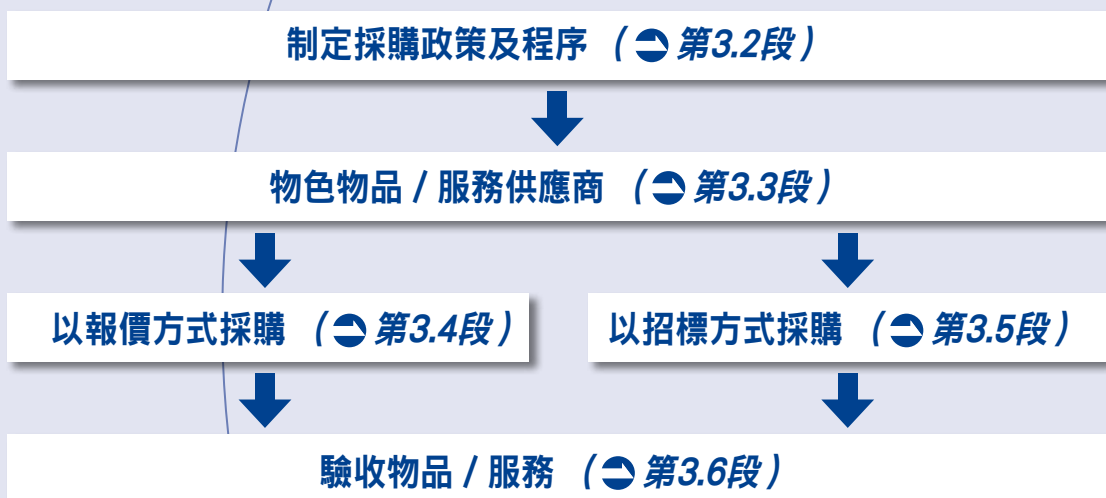 制定採購政策及程序 （ 第3.2段）
物色物品 / 服務供應商 （ 第3.3段）
以報價方式採購 （ 第3.4段） 以招標方式採購 （ 第3.5段）
驗收物品 / 服務 （ 第3.6段）